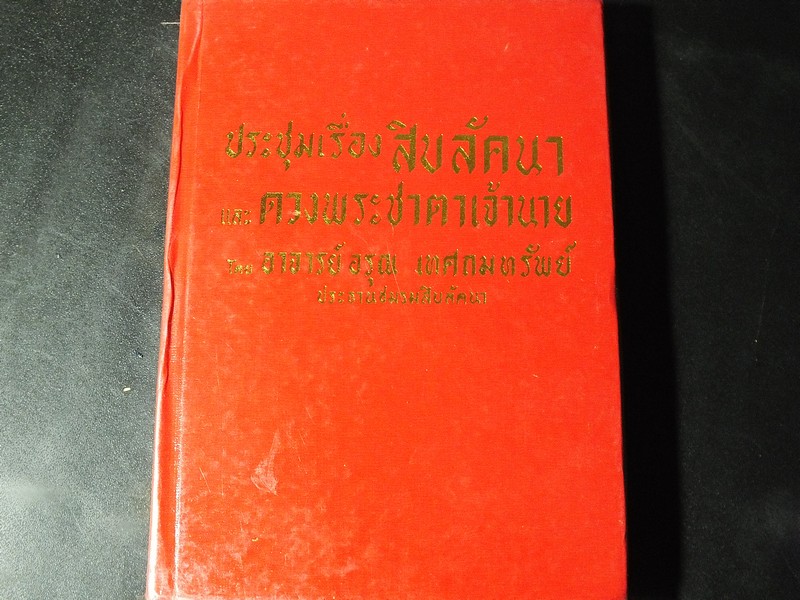 ประชุมเรื่อง สิบลัคนา
และ ดวงพระชาตาเจ้านาย
โดย อาจารย์ อรุณ เทศถมทรัพย์
ประธานชมรมสิบลัคนา